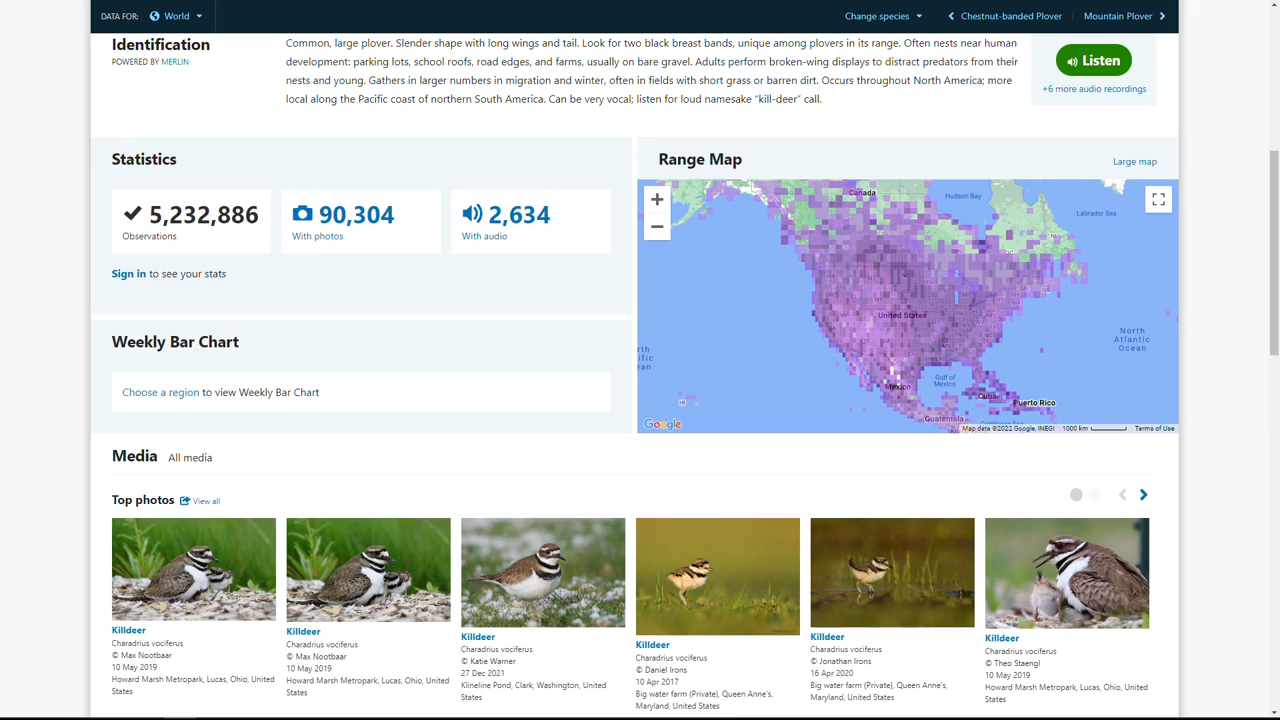 DATA FOR: World
Change species
Chestnut-banded Plover
Mountain Plover
Identification
POWERED BY MERLIN
Common, large plover. Slender shape with long wings and tail. Look for two black breast bands, unique among plovers in its range. Often nests near human
development: parking lots, school roofs, road edges, and farms, usually on bare gravel. Adults perform broken-wing displays to distract predators from their
nests and young. Gathers in larger numbers in migration and winter, often in fields with short grass or barren dirt. Occurs throughout North America; more
local along the Pacific coast of northern South America. Can be very vocal; listen for loud namesake "kill-deer" call.
Listen
+6 more audio recordings
Statistics
5,232,886
Observations
90,304
With photos
2,634
With audio
Sign in to see your stats
Weekly Bar Chart
Choose a region to view Weekly Bar Chart
Range Map
Large map
+
−
Canada
Hudson Bay
Labrador Sea
United States
North
Atlantic
Ocean
Gulf of
Mexico
Mexico
Cuba
Puerto Rico
Guatemala
HI
Google
Map data ©2022 Google, INEGI
1000 km
Terms of Use
Media
All media
Top photos
View all
Killdeer
Charadrius vociferus
© Max Nootbaar
10 May 2019
Howard Marsh Metropark, Lucas, Ohio, United
States
Killdeer
Charadrius vociferus
© Max Nootbaar
10 May 2019
Howard Marsh Metropark, Lucas, Ohio, United
States
Killdeer
Charadrius vociferus
© Katie Warner
27 Dec 2021
Klineline Pond, Clark, Washington, United
States
Killdeer
Charadrius vociferus
© Daniel Irons
10 Apr 2017
Big water farm (Private), Queen Anne's,
Maryland, United States
Killdeer
Charadrius vociferus
© Jonathan Irons
16 Apr 2020
Big water farm (Private), Queen Anne's,
Maryland, United States
Killdeer
Charadrius vociferus
© Theo Staengl
10 May 2019
Howard Marsh Metropark, Lucas, Ohio, United
States